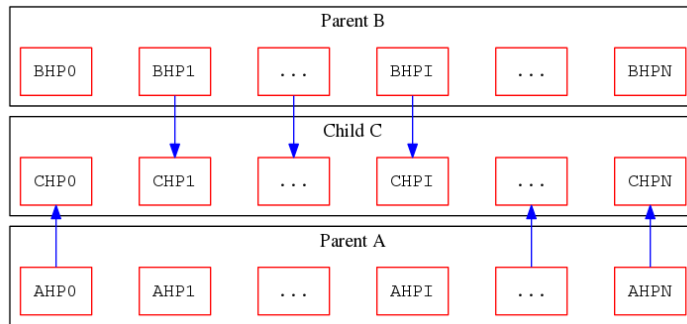 Parent B
BHP0 BHP1 ... BHPI ... BHPN
Child C
CHP0 CHP1 ... CHPI ... CHPN
Parent A
AHP0 AHP1 ... AHPI ... AHPN